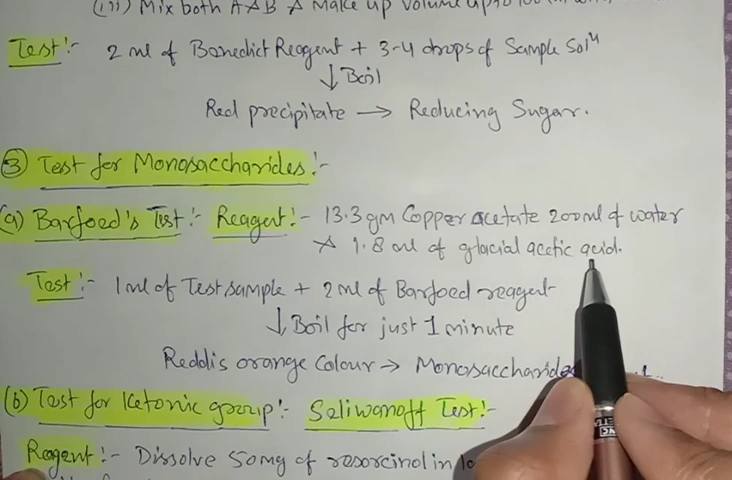 (iii) Mix both A & B & Make up volume upto 100 ml
Test :- 2 ml of Benedict Reagent + 3-4 drops of Sample Solⁿ
↓ Boil
Red precipitate → Reducing Sugar.
③ Test for Monosaccharides :-
(a) Barfoed's Test :- Reagent :- 13.3 gm Copper acetate 200 ml of water
& 1.8 ml of glacial acetic acid.
Test :- 1 ml of Test sample + 2 ml of Barfoed reagent
↓ Boil for just 1 minute
Reddis orange Colour → Monosaccharide
(b) Test for Ketonic group :- Seliwanoff Test :-
Reagent :- Dissolve 50 mg of resorcinol in